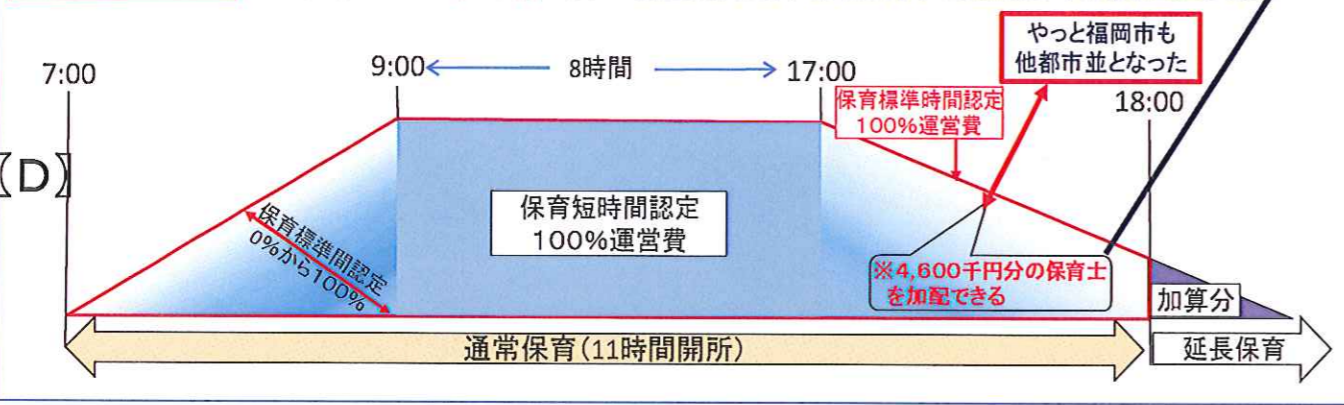 やっと福岡市も
他都市並となった
7:00
9:00
8時間
17:00
18:00
保育標準時間認定
100%運営費
【D】
保育短時間認定
100%運営費
保育標準間認定
0%から100%
※4,600千円分の保育士
を加配できる
加算分
通常保育(11時間開所)
延長保育